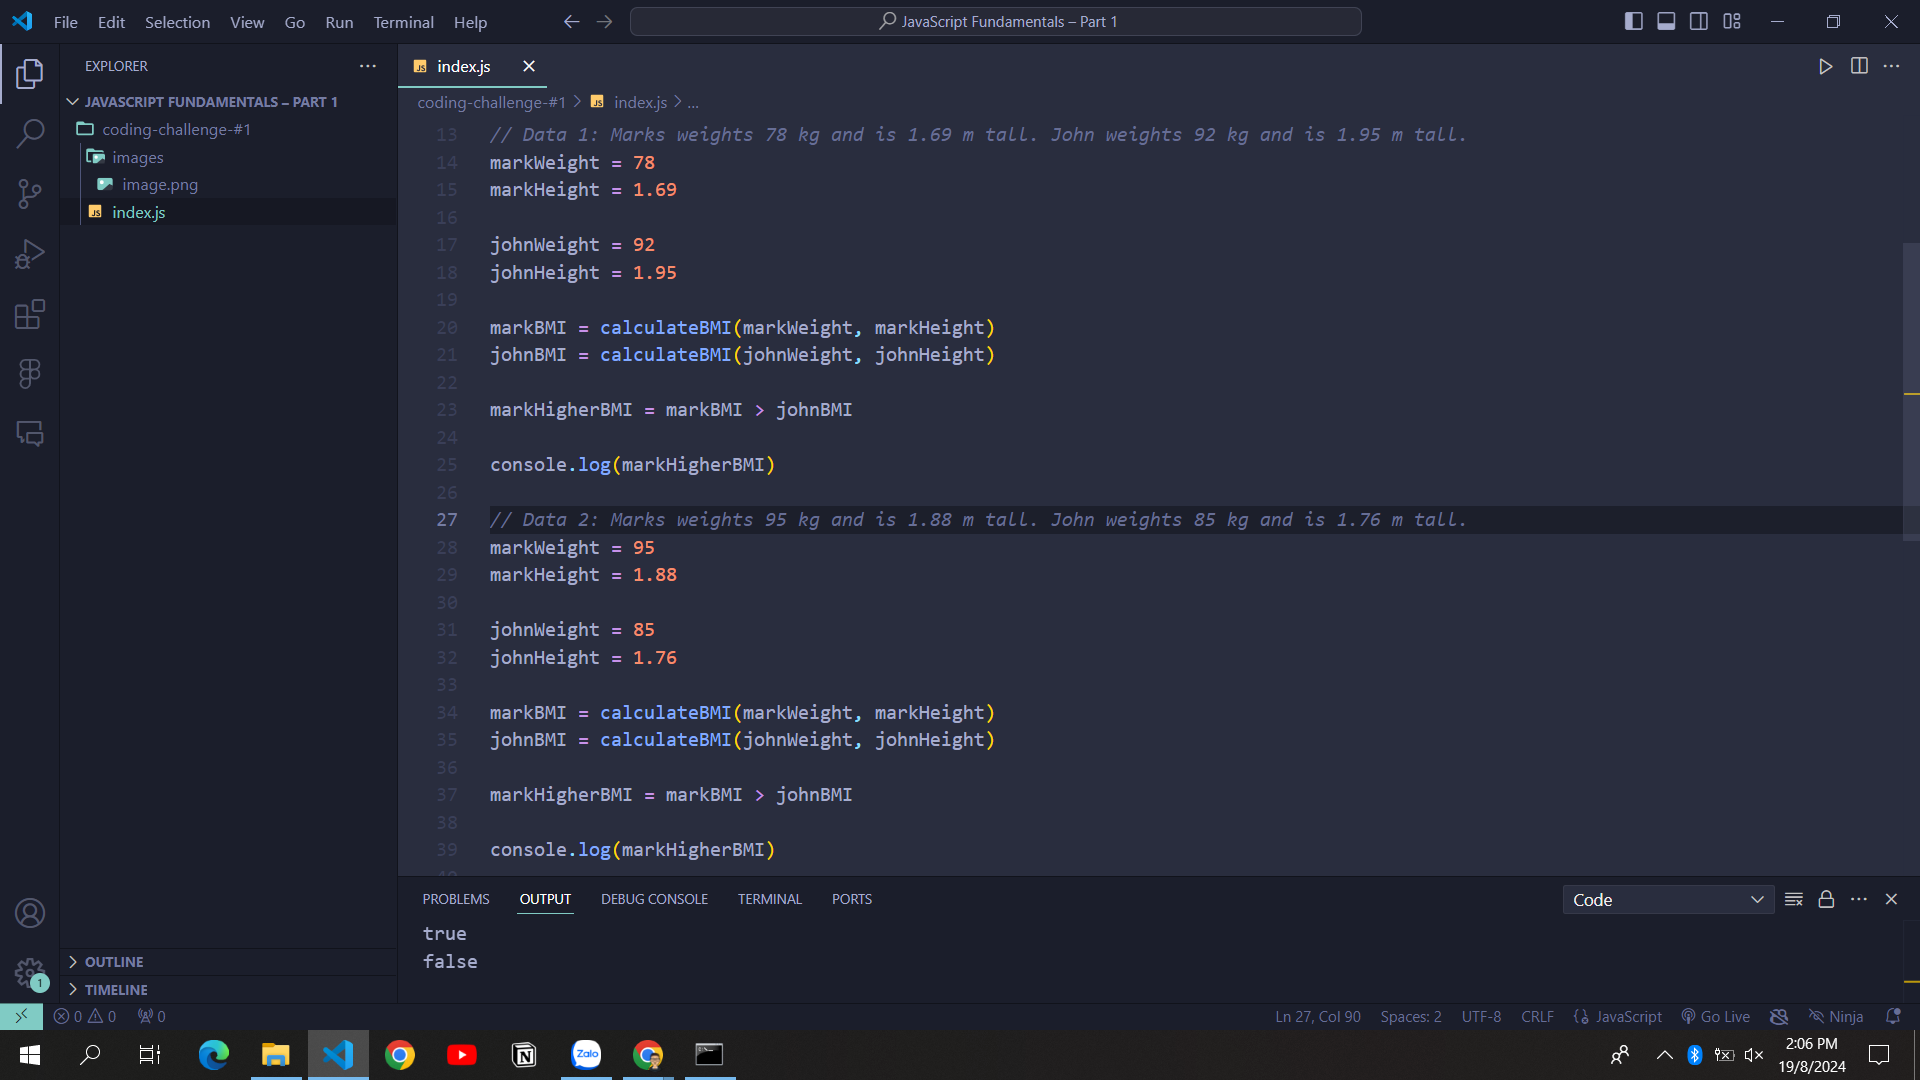 File Edit Selection View Go Run Terminal Help
JavaScript Fundamentals – Part 1
EXPLORER
JAVASCRIPT FUNDAMENTALS – PART 1
coding-challenge-#1
images
image.png
index.js
OUTLINE
TIMELINE
index.js
coding-challenge-#1 > index.js > ...
13 // Data 1: Marks weights 78 kg and is 1.69 m tall. John weights 92 kg and is 1.95 m tall.
14 markWeight = 78
15 markHeight = 1.69
16
17 johnWeight = 92
18 johnHeight = 1.95
19
20 markBMI = calculateBMI(markWeight, markHeight)
21 johnBMI = calculateBMI(johnWeight, johnHeight)
22
23 markHigherBMI = markBMI > johnBMI
24
25 console.log(markHigherBMI)
26
27 // Data 2: Marks weights 95 kg and is 1.88 m tall. John weights 85 kg and is 1.76 m tall.
28 markWeight = 95
29 markHeight = 1.88
30
31 johnWeight = 85
32 johnHeight = 1.76
33
34 markBMI = calculateBMI(markWeight, markHeight)
35 johnBMI = calculateBMI(johnWeight, johnHeight)
36
37 markHigherBMI = markBMI > johnBMI
38
39 console.log(markHigherBMI)
PROBLEMS OUTPUT DEBUG CONSOLE TERMINAL PORTS
Code
true
false
1
0 0 0
Ln 27, Col 90 Spaces: 2 UTF-8 CRLF JavaScript Go Live Ninja
Zalo
2:06 PM
19/8/2024